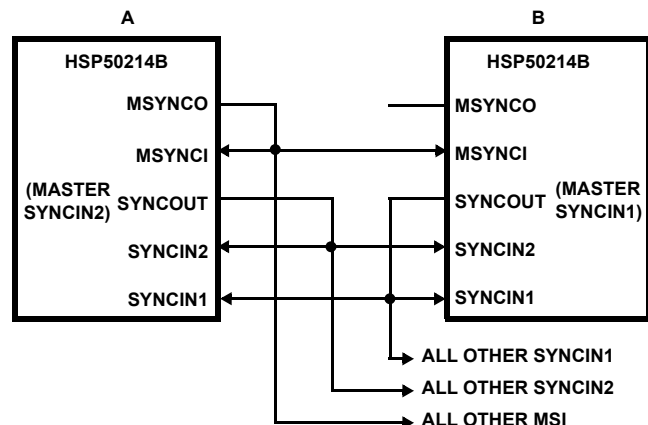 A
B
HSP50214B
HSP50214B
MSYNCO
MSYNCO
MSYNCI
MSYNCI
(MASTER
SYNCIN2)
SYNCOUT
SYNCOUT
(MASTER
SYNCIN1)
SYNCIN2
SYNCIN2
SYNCIN1
SYNCIN1
ALL OTHER SYNCIN1
ALL OTHER SYNCIN2
ALL OTHER MSI